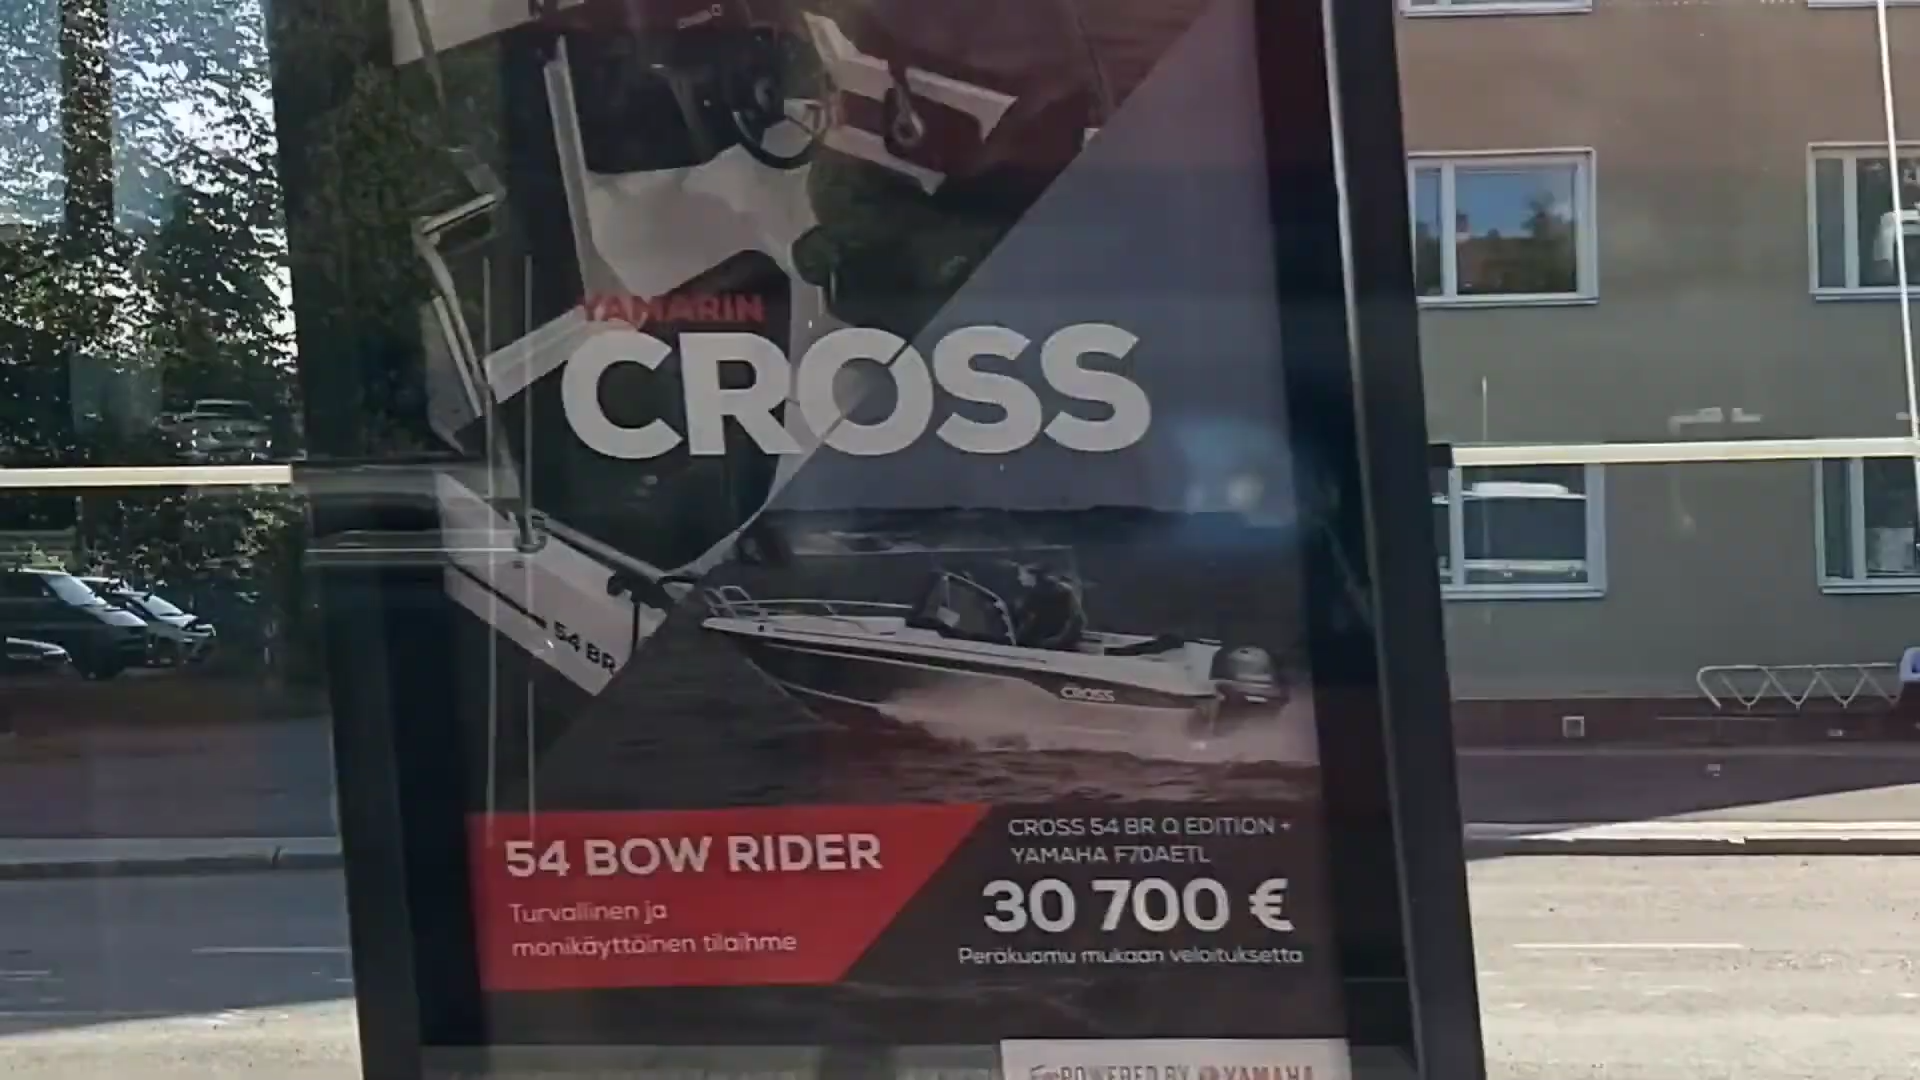 YAMARIN
CROSS
54 BR
CROSS
54 BOW RIDER
Turvallinen ja
monikäyttöinen tilaihme
CROSS 54 BR Q EDITION +
YAMAHA F70AETL
30 700 €
Peräkuomu mukaan veloituksetta
POWERED BY YAMAHA